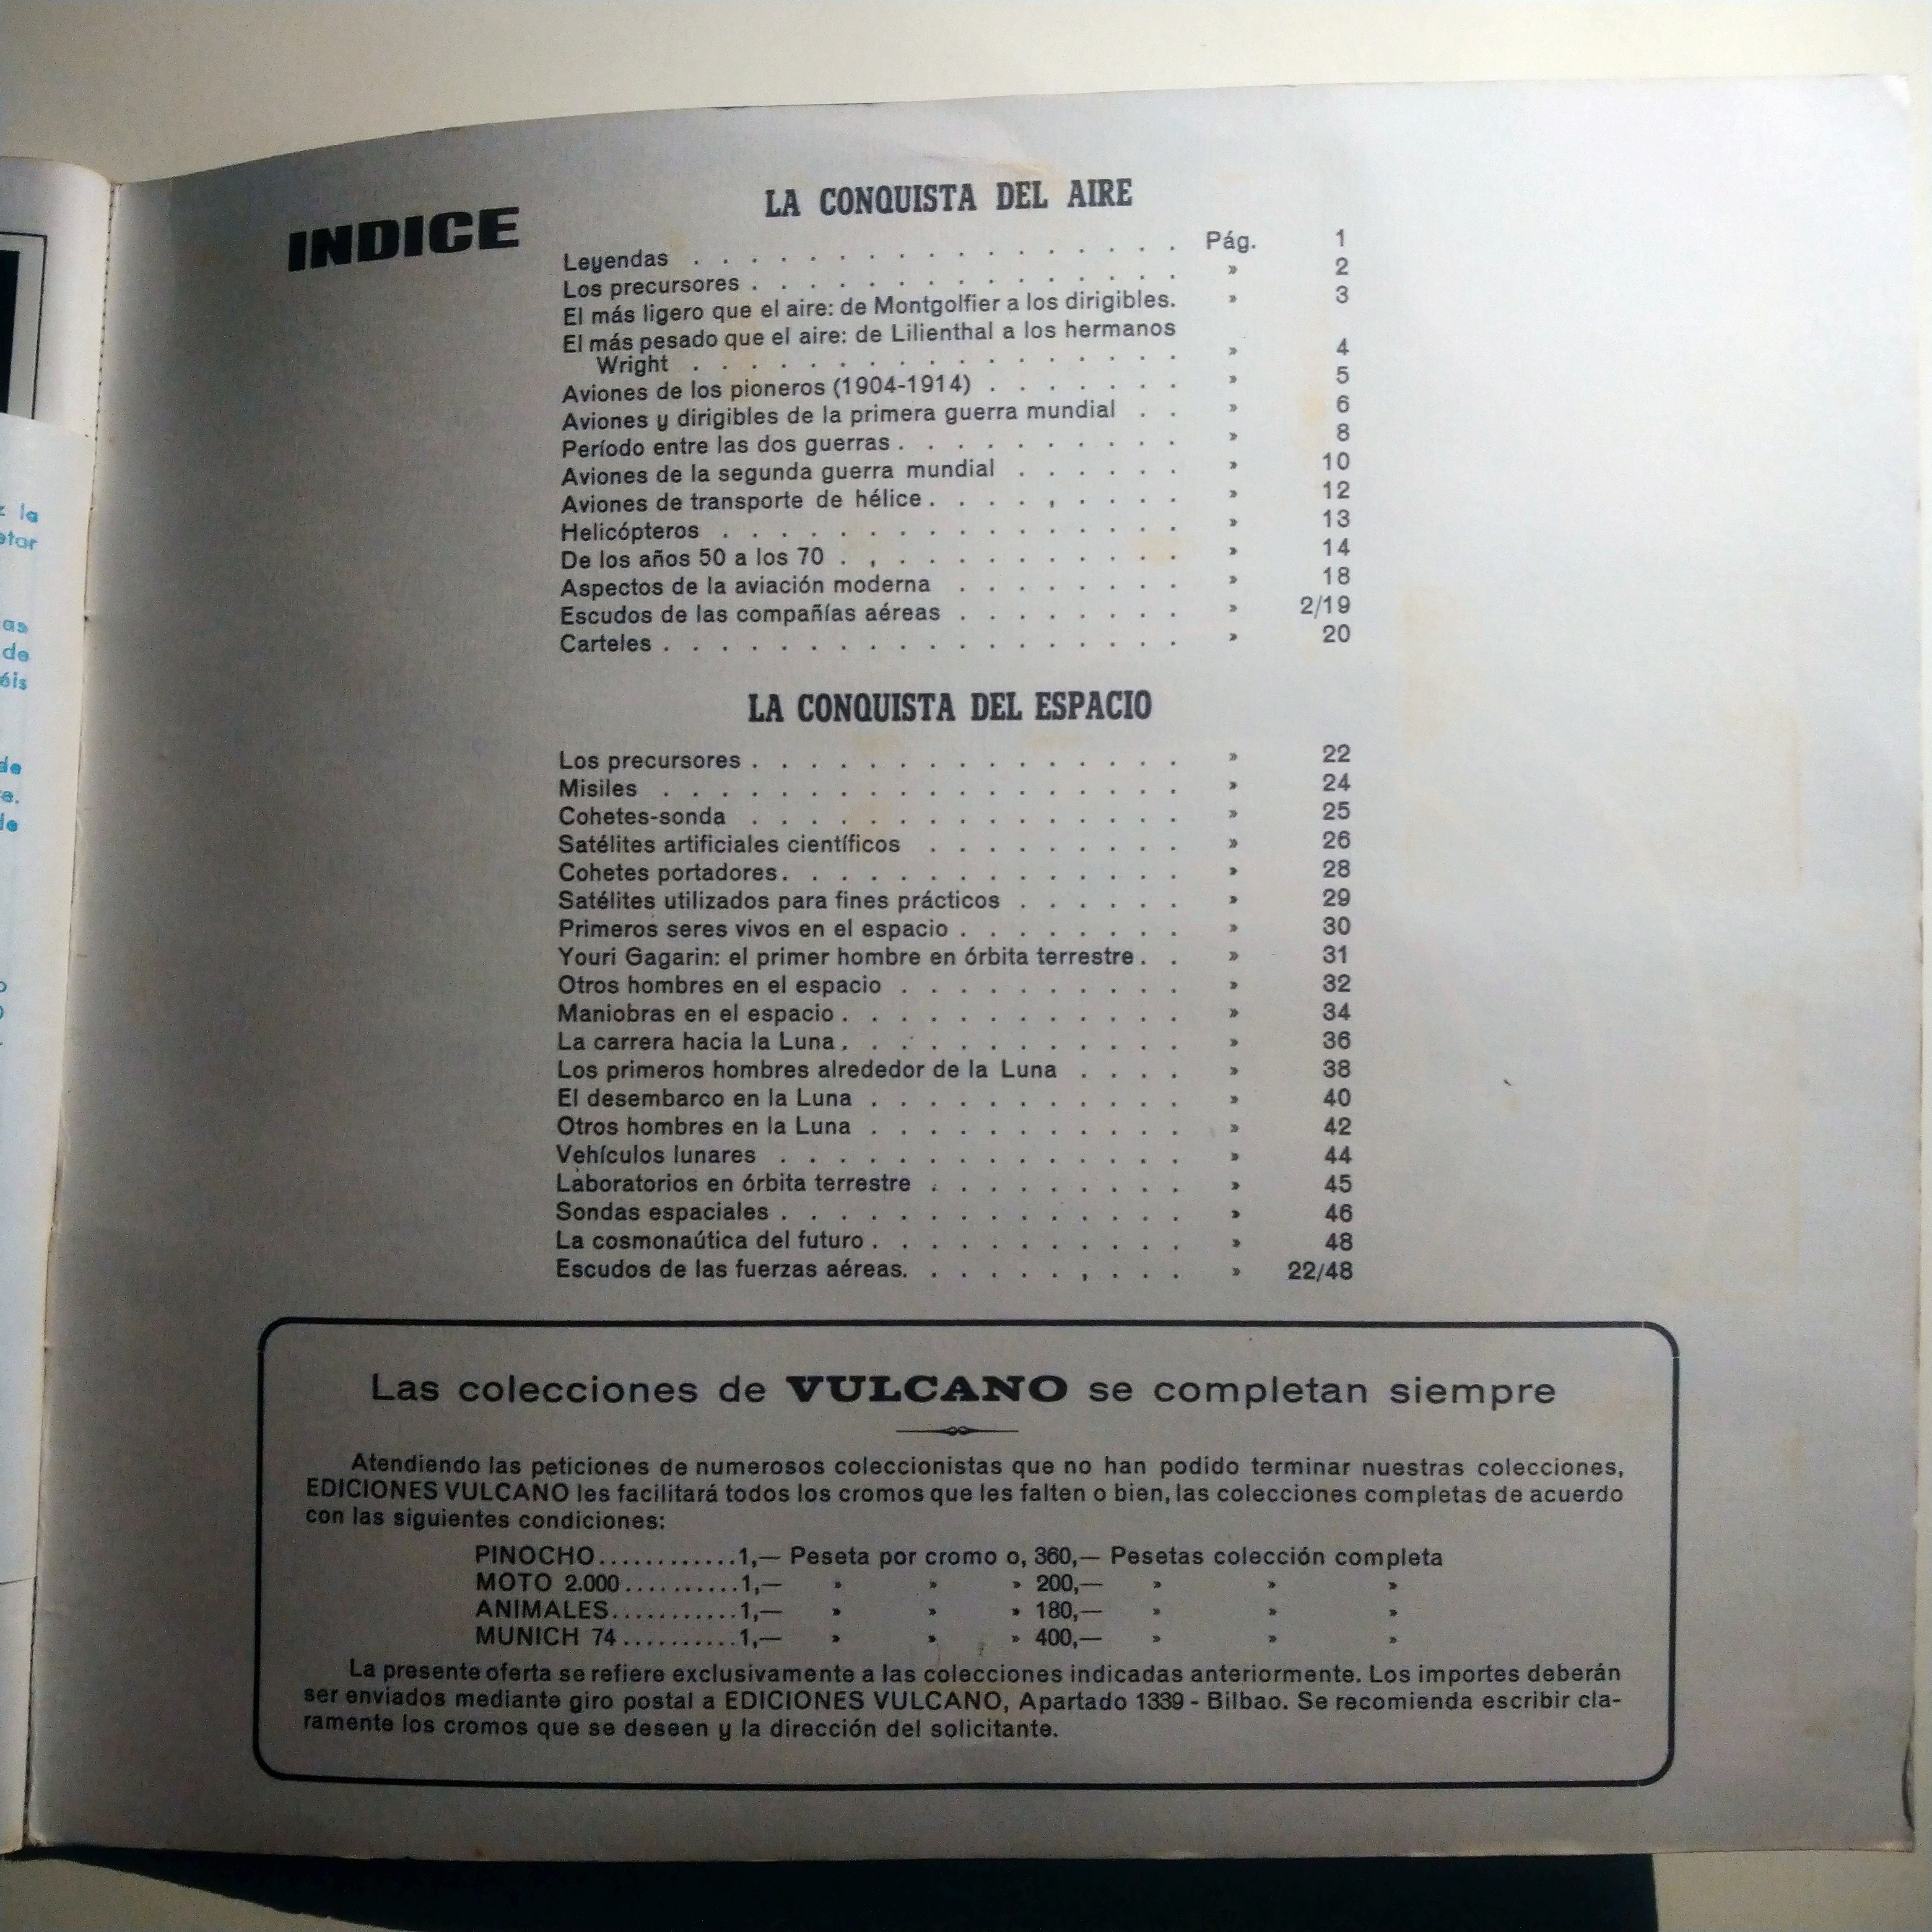 INDICE
LA CONQUISTA DEL AIRE
Leyendas . . . . . . . . . . . . . . . . . Pág. 1
Los precursores . . . . . . . . . . . . . . . » 2
El más ligero que el aire: de Montgolfier a los dirigibles. » 3
El más pesado que el aire: de Lilienthal a los hermanos
Wright . . . . . . . . . . . . . . . . . » 4
Aviones de los pioneros (1904-1914) . . . . . . . » 5
Aviones y dirigibles de la primera guerra mundial . . » 6
Período entre las dos guerras . . . . . . . . . . » 8
Aviones de la segunda guerra mundial . . . . . . » 10
Aviones de transporte de hélice . . . . , . . . . » 12
Helicópteros . . . . . . . . . . . . . . . . » 13
De los años 50 a los 70 . , . . . . . . . . . . » 14
Aspectos de la aviación moderna . . . . . . . . » 18
Escudos de las compañías aéreas . . . . . . . . » 2/19
Carteles . . . . . . . . . . . . . . . . . . » 20
LA CONQUISTA DEL ESPACIO
Los precursores . . . . . . . . . . . . . . . » 22
Misiles . . . . . . . . . . . . . . . . . . » 24
Cohetes-sonda . . . . . . . . . . . . . . . » 25
Satélites artificiales científicos . . . . . . . . . » 26
Cohetes portadores . . . . . . . . . . . . . . » 28
Satélites utilizados para fines prácticos . . . . . . » 29
Primeros seres vivos en el espacio . . . . . . . . » 30
Youri Gagarin: el primer hombre en órbita terrestre . . » 31
Otros hombres en el espacio . . . . . . . . . . » 32
Maniobras en el espacio . . . . . . . . . . . . » 34
La carrera hacia la Luna . . . . . . . . . . . . » 36
Los primeros hombres alrededor de la Luna . . . . » 38
El desembarco en la Luna . . . . . . . . . . . » 40
Otros hombres en la Luna . . . . . . . . . . . » 42
Vehículos lunares . . . . . . . . . . . . . . » 44
Laboratorios en órbita terrestre . . . . . . . . . » 45
Sondas espaciales . . . . . . . . . . . . . . » 46
La cosmonaútica del futuro . . . . . . . . . . . » 48
Escudos de las fuerzas aéreas. . . . . . , . . . » 22/48
Las colecciones de VULCANO se completan siempre
Atendiendo las peticiones de numerosos coleccionistas que no han podido terminar nuestras colecciones,
EDICIONES VULCANO les facilitará todos los cromos que les falten o bien, las colecciones completas de acuerdo
con las siguientes condiciones:
PINOCHO............1,— Peseta por cromo o, 360,— Pesetas colección completa
MOTO 2.000..........1,— » » » 200,— » » »
ANIMALES...........1,— » » » 180,— » » »
MUNICH 74..........1,— » » » 400,— » » »
La presente oferta se refiere exclusivamente a las colecciones indicadas anteriormente. Los importes deberán
ser enviados mediante giro postal a EDICIONES VULCANO, Apartado 1339 - Bilbao. Se recomienda escribir cla-
ramente los cromos que se deseen y la dirección del solicitante.